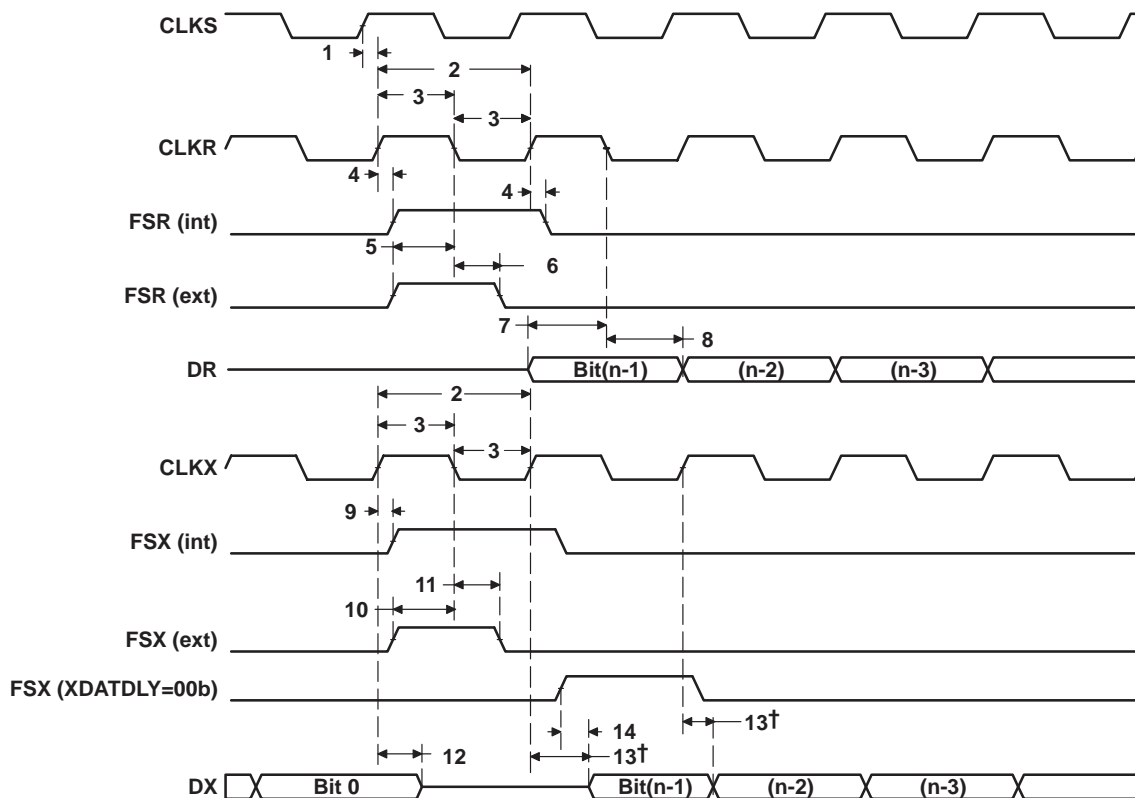 CLKS
1
2
3
3
CLKR
4
4
FSR (int)
5
6
FSR (ext)
7
8
DR
Bit(n-1) (n-2) (n-3)
2
3
3
CLKX
9
FSX (int)
11
10
FSX (ext)
FSX (XDATDLY=00b)
13†
14
12
13†
DX
Bit 0 Bit(n-1) (n-2) (n-3)